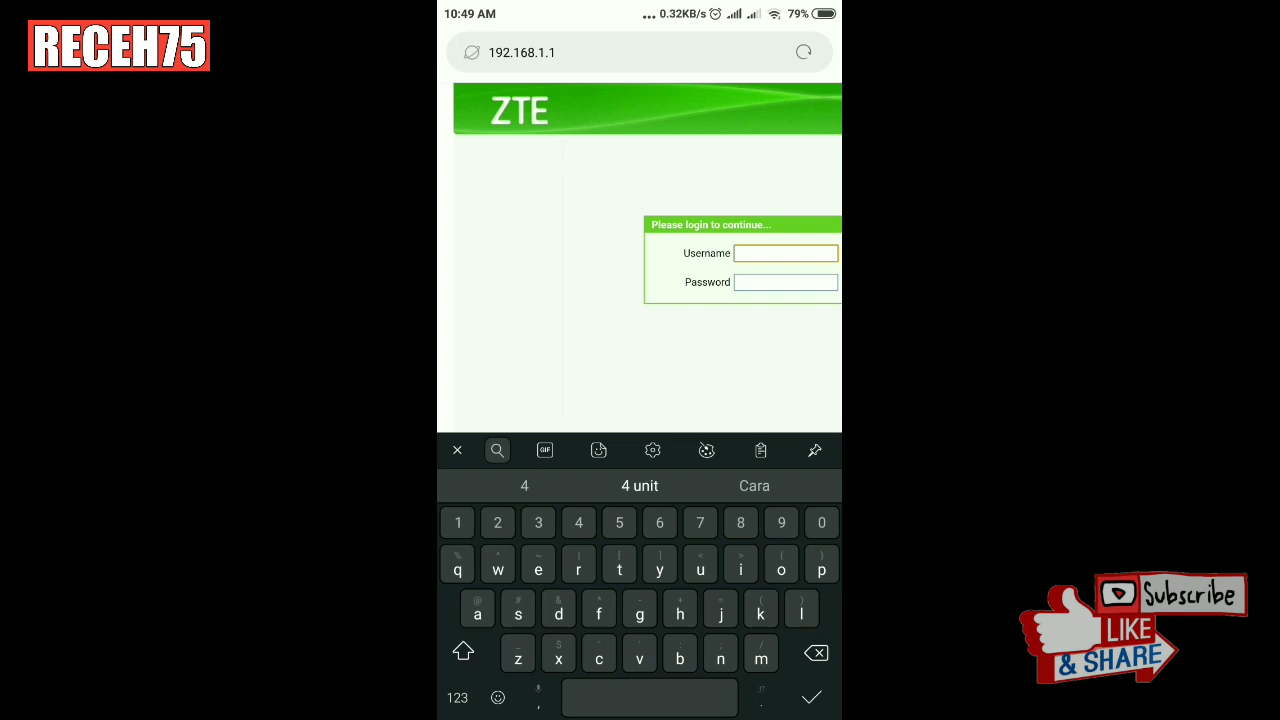 RECEH75
10:49 AM
... 0.32KB/s 79%
192.168.1.1
ZTE
Please login to continue...
Username
Password
GIF
4 4 unit Cara
1 2 3 4 5 6 7 8 9 0
% ^ ~ | [ ] < > { }
q w e r t y u i o p
@ # & * - + = ( )
a s d f g h j k l
_ $ " ' : ; /
z x c v b n m
123 , .
Subscribe
LIKE
& SHARE